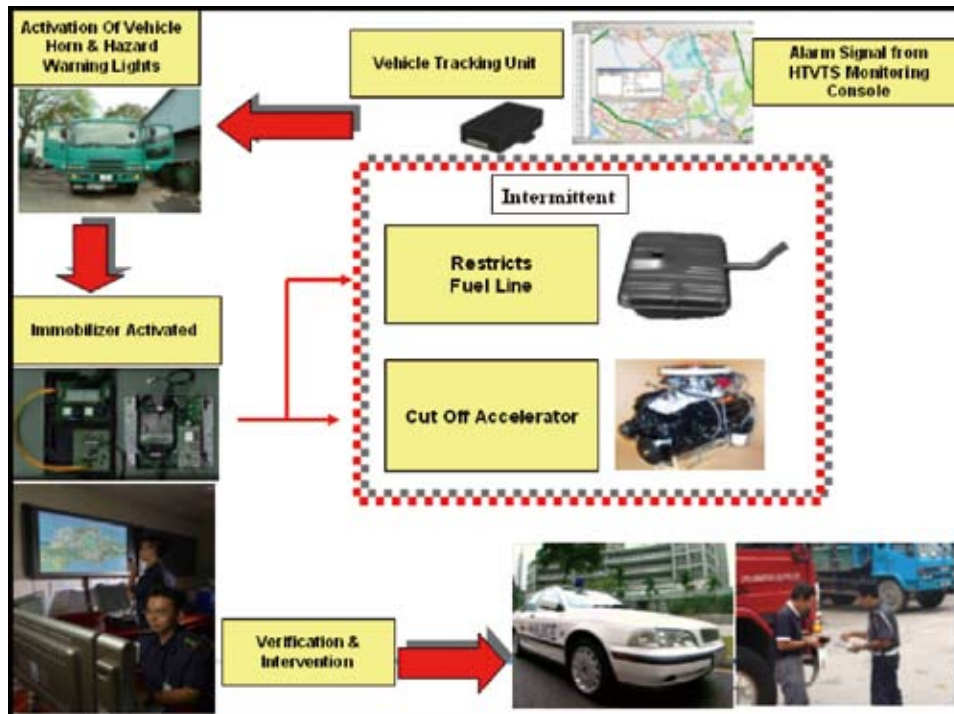 Activation Of Vehicle
Horn & Hazard
Warning Lights
Vehicle Tracking Unit
Alarm Signal from
HTVTS Monitoring
Console
Intermittent
Restricts
Fuel Line
Immobilizer Activated
Cut Off Accelerator
Verification &
Intervention